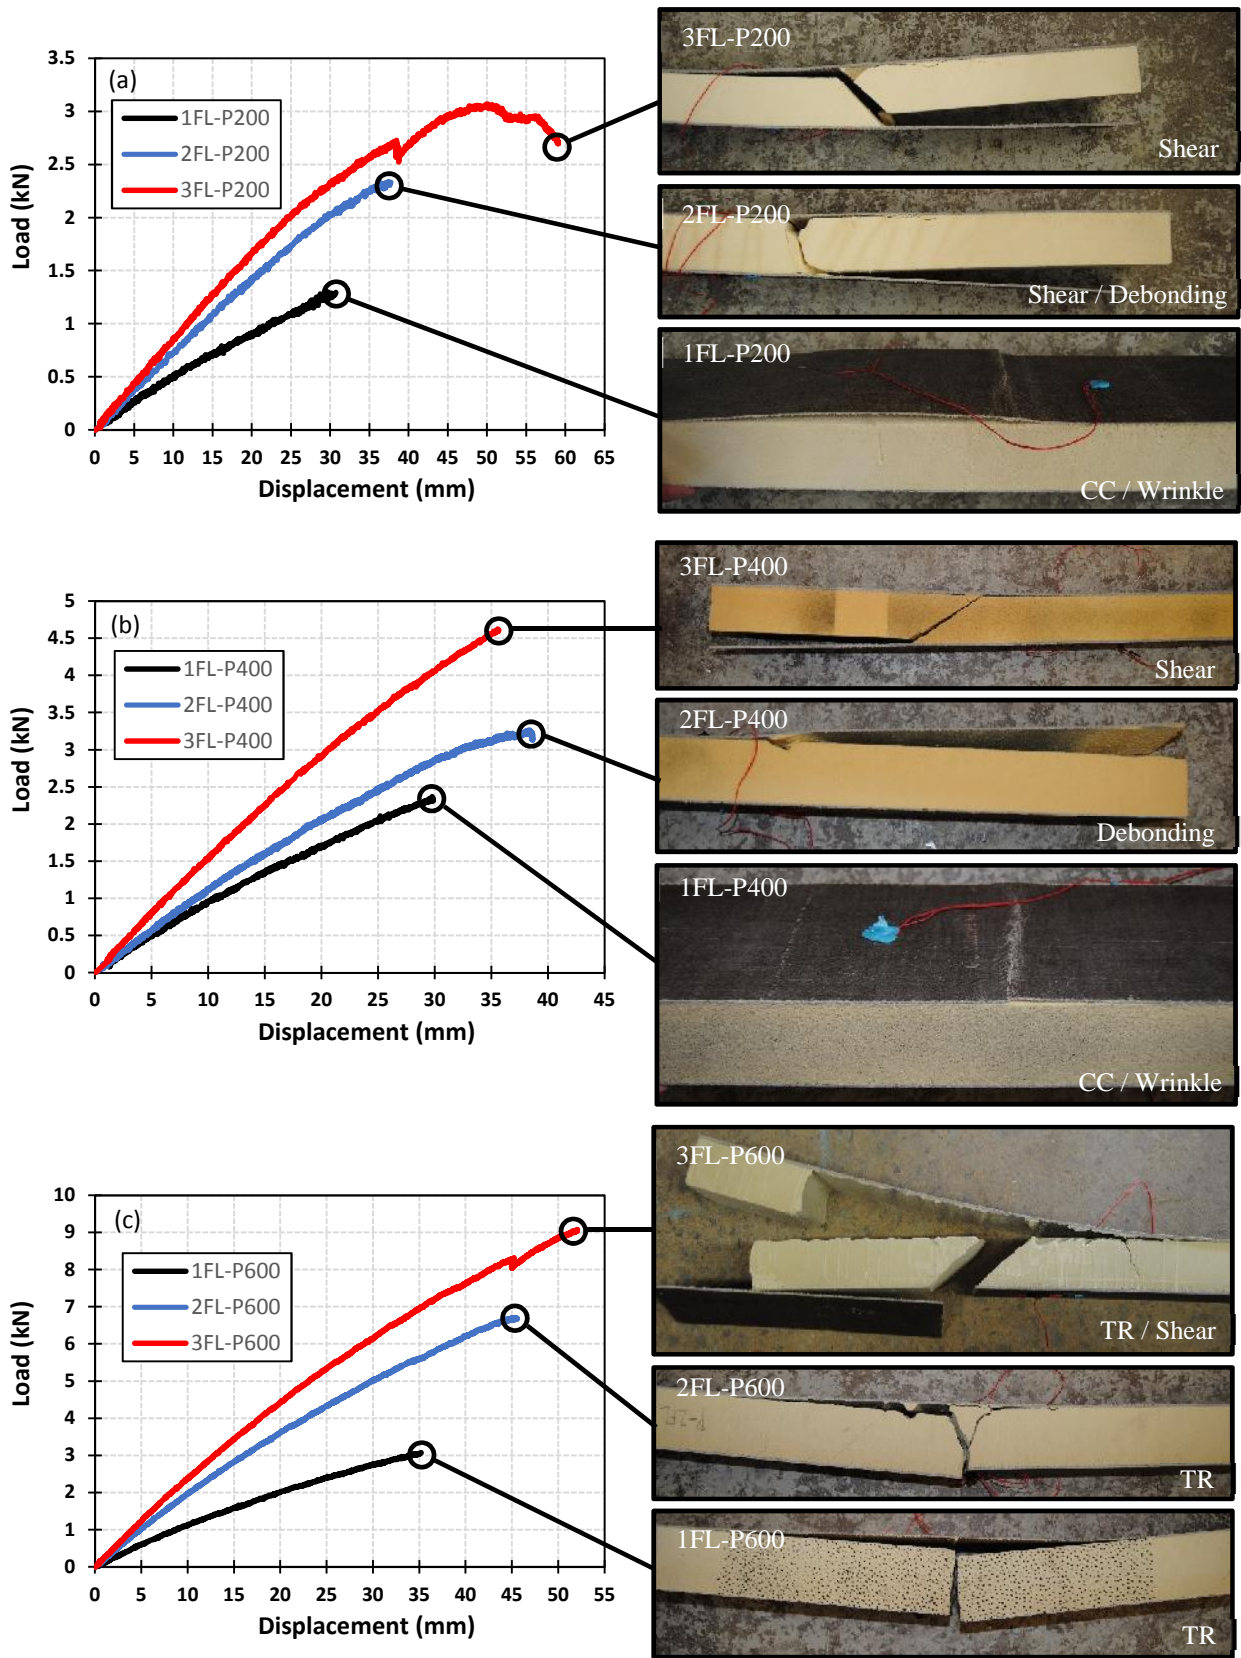 (a)
1FL-P200
2FL-P200
3FL-P200
Load (kN)
3.5
3
2.5
2
1.5
1
0.5
0
0 5 10 15 20 25 30 35 40 45 50 55 60 65
Displacement (mm)
3FL-P200
Shear
2FL-P200
Shear / Debonding
1FL-P200
CC / Wrinkle
(b)
1FL-P400
2FL-P400
3FL-P400
Load (kN)
5
4.5
4
3.5
3
2.5
2
1.5
1
0.5
0
0 5 10 15 20 25 30 35 40 45
Displacement (mm)
3FL-P400
Shear
2FL-P400
Debonding
1FL-P400
CC / Wrinkle
(c)
1FL-P600
2FL-P600
3FL-P600
Load (kN)
10
9
8
7
6
5
4
3
2
1
0
0 5 10 15 20 25 30 35 40 45 50 55
Displacement (mm)
3FL-P600
TR / Shear
2FL-P600
TR
1FL-P600
TR